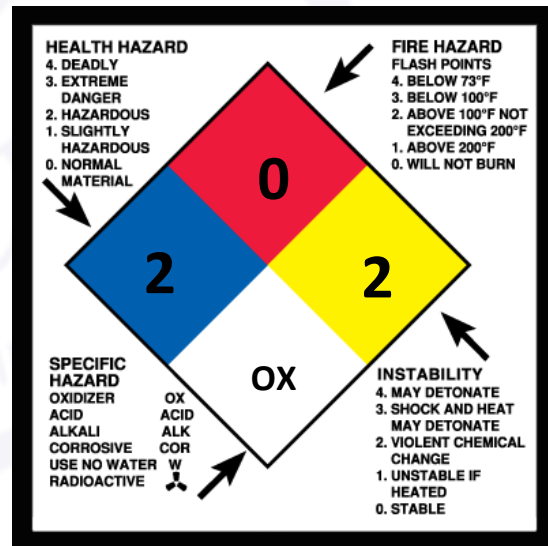 HEALTH HAZARD
4. DEADLY
3. EXTREME
DANGER
2. HAZARDOUS
1. SLIGHTLY
HAZARDOUS
0. NORMAL
MATERIAL
FIRE HAZARD
FLASH POINTS
4. BELOW 73°F
3. BELOW 100°F
2. ABOVE 100°F NOT
EXCEEDING 200°F
1. ABOVE 200°F
0. WILL NOT BURN
0
2
2
OX
SPECIFIC
HAZARD
OXIDIZER OX
ACID ACID
ALKALI ALK
CORROSIVE COR
USE NO WATER W
RADIOACTIVE
INSTABILITY
4. MAY DETONATE
3. SHOCK AND HEAT
MAY DETONATE
2. VIOLENT CHEMICAL
CHANGE
1. UNSTABLE IF
HEATED
0. STABLE